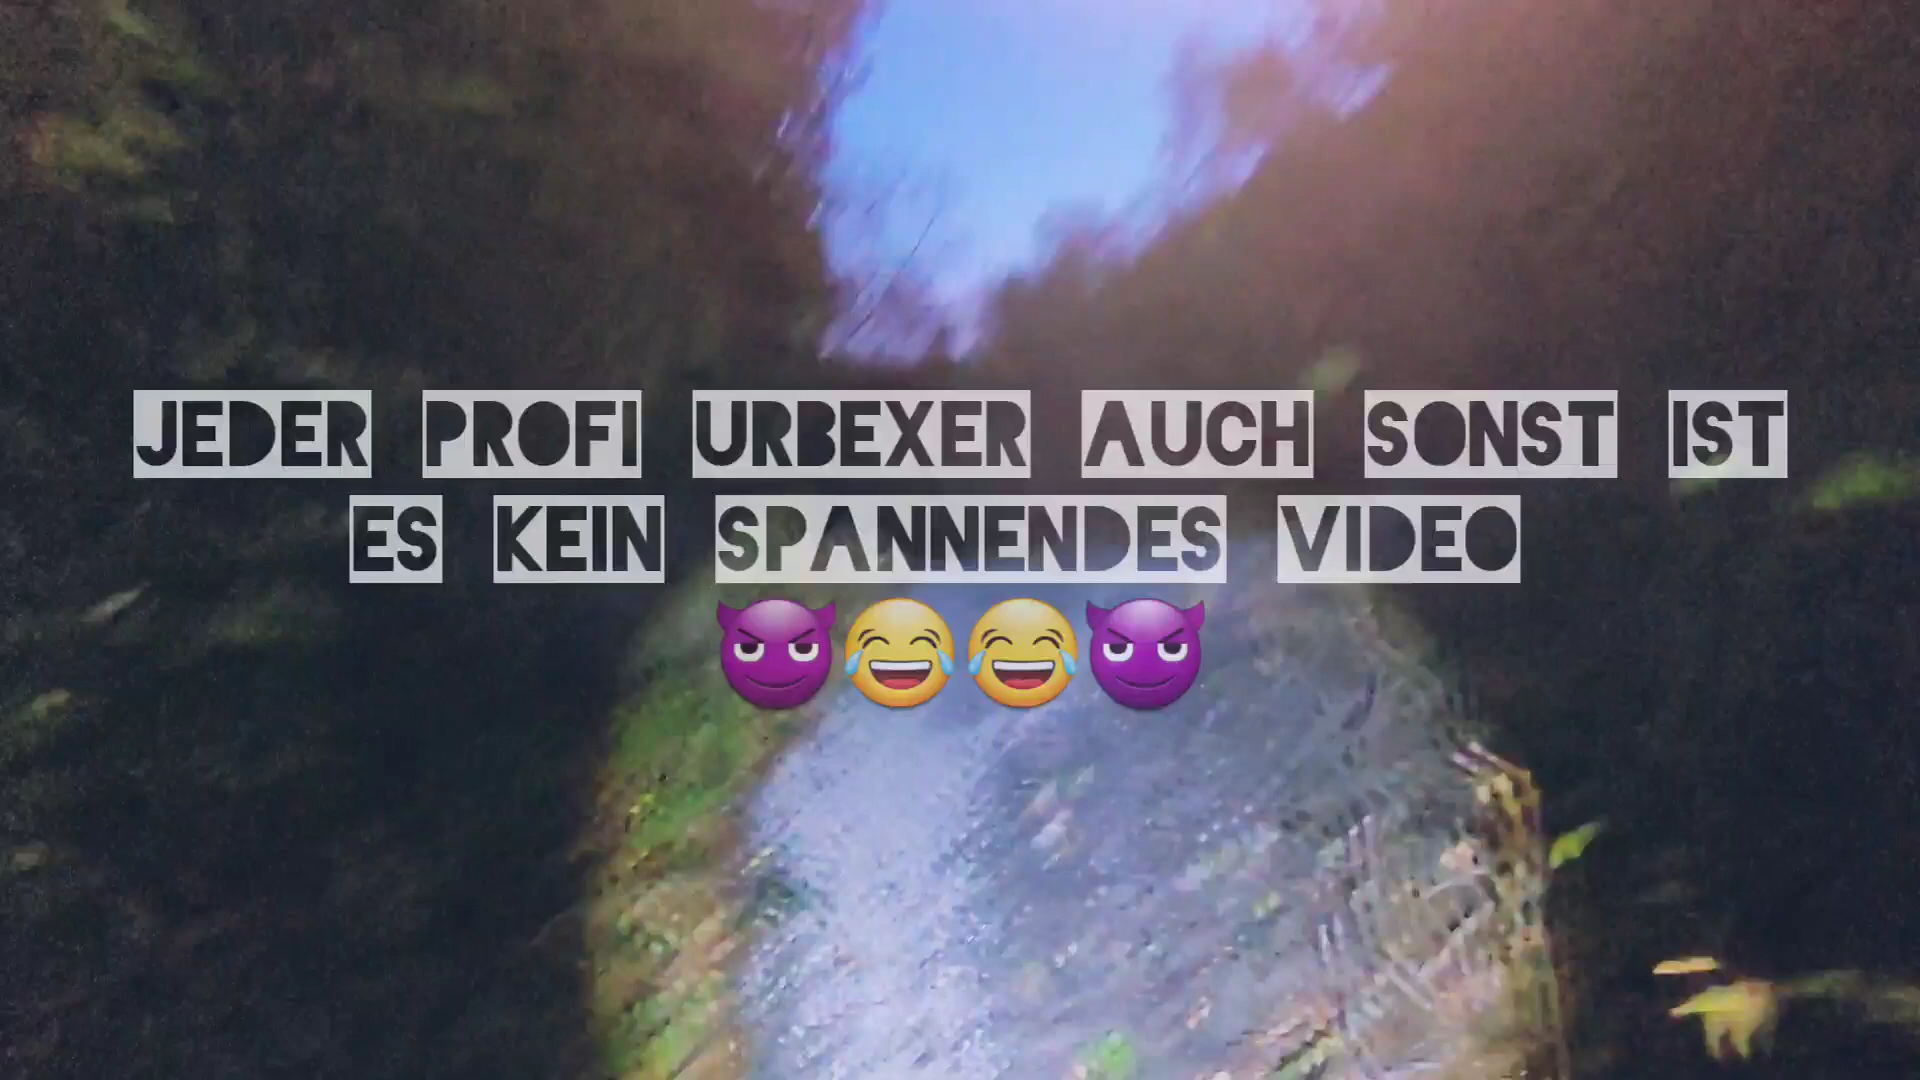 JEDER PROFI URBEXER AUCH SONST IST
ES KEIN SPANNENDES VIDEO
😈😂😂😈